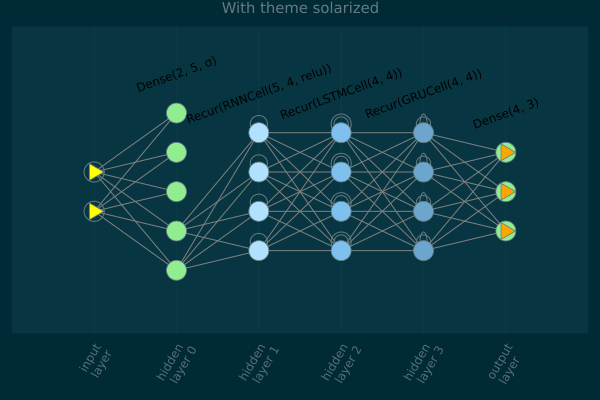 With theme solarized
Dense(2, 5, σ)
Recur(RNNCell(5, 4, relu))
Recur(LSTMCell(4, 4))
Recur(GRUCell(4, 4))
Dense(4, 3)
input
layer
hidden
layer 0
hidden
layer 1
hidden
layer 2
hidden
layer 3
output
layer